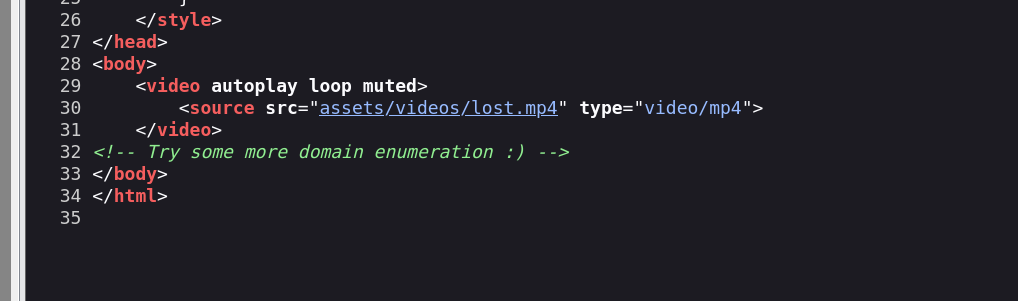 26     </style>
27 </head>
28 <body>
29     <video autoplay loop muted>
30         <source src="assets/videos/lost.mp4" type="video/mp4">
31     </video>
32 <!-- Try some more domain enumeration :) -->
33 </body>
34 </html>
35